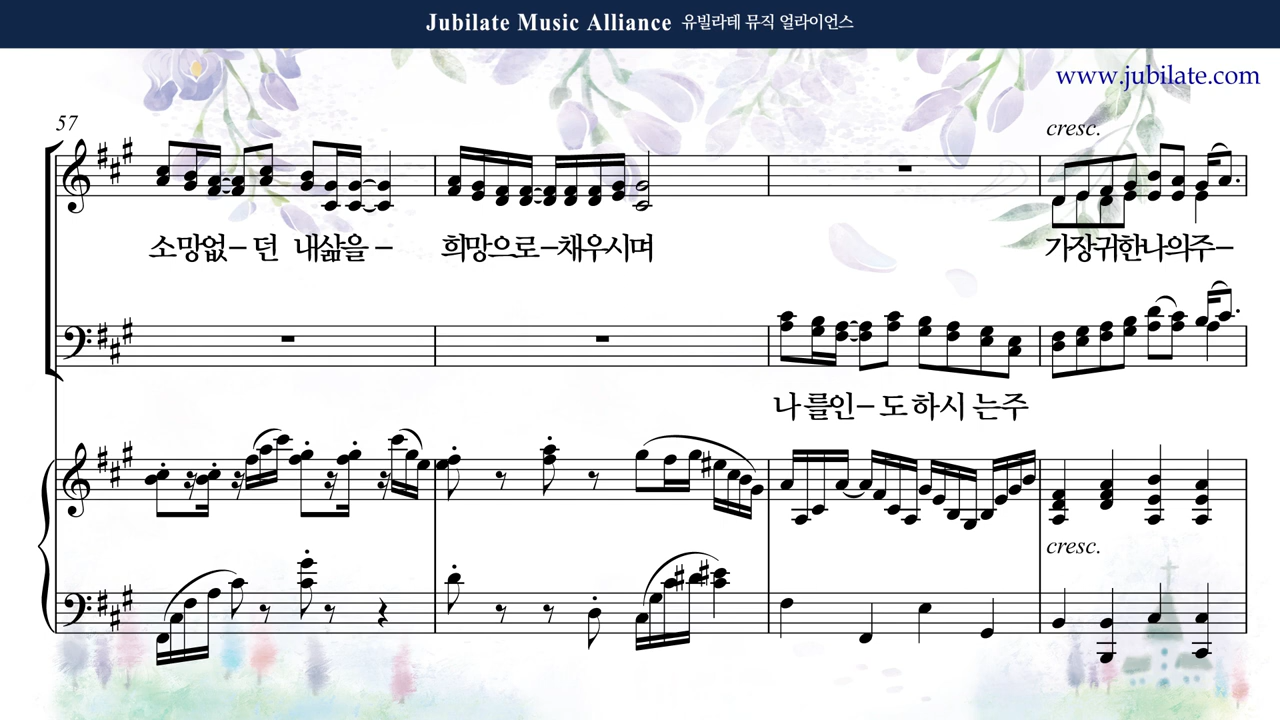 Jubilate Music Alliance 유빌라테 뮤직 얼라이언스
www.jubilate.com
57
cresc.
소망없-던 내삶을- 희망으로-채우시며 가장귀한나의주-
나를인-도하시는주
cresc.